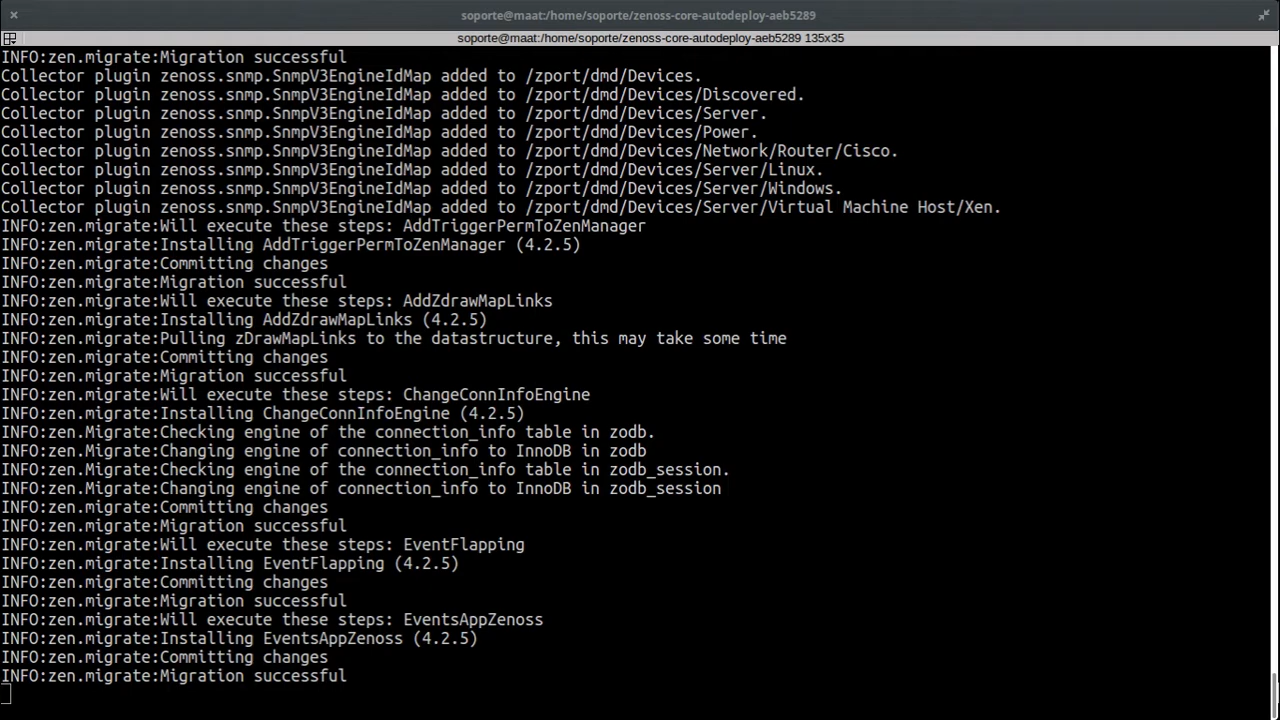 soporte@maat:/home/soporte/zenoss-core-autodeploy-aeb5289
soporte@maat:/home/soporte/zenoss-core-autodeploy-aeb5289 135x35
INFO:zen.migrate:Migration successful
Collector plugin zenoss.snmp.SnmpV3EngineIdMap added to /zport/dmd/Devices.
Collector plugin zenoss.snmp.SnmpV3EngineIdMap added to /zport/dmd/Devices/Discovered.
Collector plugin zenoss.snmp.SnmpV3EngineIdMap added to /zport/dmd/Devices/Server.
Collector plugin zenoss.snmp.SnmpV3EngineIdMap added to /zport/dmd/Devices/Power.
Collector plugin zenoss.snmp.SnmpV3EngineIdMap added to /zport/dmd/Devices/Network/Router/Cisco.
Collector plugin zenoss.snmp.SnmpV3EngineIdMap added to /zport/dmd/Devices/Server/Linux.
Collector plugin zenoss.snmp.SnmpV3EngineIdMap added to /zport/dmd/Devices/Server/Windows.
Collector plugin zenoss.snmp.SnmpV3EngineIdMap added to /zport/dmd/Devices/Server/Virtual Machine Host/Xen.
INFO:zen.migrate:Will execute these steps: AddTriggerPermToZenManager
INFO:zen.migrate:Installing AddTriggerPermToZenManager (4.2.5)
INFO:zen.migrate:Committing changes
INFO:zen.migrate:Migration successful
INFO:zen.migrate:Will execute these steps: AddZdrawMapLinks
INFO:zen.migrate:Installing AddZdrawMapLinks (4.2.5)
INFO:zen.migrate:Pulling zDrawMapLinks to the datastructure, this may take some time
INFO:zen.migrate:Committing changes
INFO:zen.migrate:Migration successful
INFO:zen.migrate:Will execute these steps: ChangeConnInfoEngine
INFO:zen.migrate:Installing ChangeConnInfoEngine (4.2.5)
INFO:zen.Migrate:Checking engine of the connection_info table in zodb.
INFO:zen.Migrate:Changing engine of connection_info to InnoDB in zodb
INFO:zen.Migrate:Checking engine of the connection_info table in zodb_session.
INFO:zen.Migrate:Changing engine of connection_info to InnoDB in zodb_session
INFO:zen.migrate:Committing changes
INFO:zen.migrate:Migration successful
INFO:zen.migrate:Will execute these steps: EventFlapping
INFO:zen.migrate:Installing EventFlapping (4.2.5)
INFO:zen.migrate:Committing changes
INFO:zen.migrate:Migration successful
INFO:zen.migrate:Will execute these steps: EventsAppZenoss
INFO:zen.migrate:Installing EventsAppZenoss (4.2.5)
INFO:zen.migrate:Committing changes
INFO:zen.migrate:Migration successful